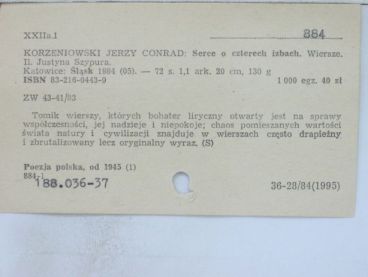 XXIIa.1 884
KORZENIOWSKI JERZY CONRAD: Serce o czterech izbach. Wiersze.
Il. Justyna Szypura.
Katowice: Śląsk 1984 (05). — 72 s. 1,1 ark. 20 cm, 130 g
ISBN 83-216-0443-9 1 000 egz. 40 zł
ZW 43-41/83
Tomik wierszy, których bohater liryczny otwarty jest na sprawy
współczesności, jej nadzieje i niepokoje; chaos pomieszanych wartości
świata natury i cywilizacji znajduje w wierszach często drapieżny
i zbrutalizowany lecz oryginalny wyraz. (S)
Poezja polska, od 1945 (1)
884-1
188.036-37 36-28/84(1995)